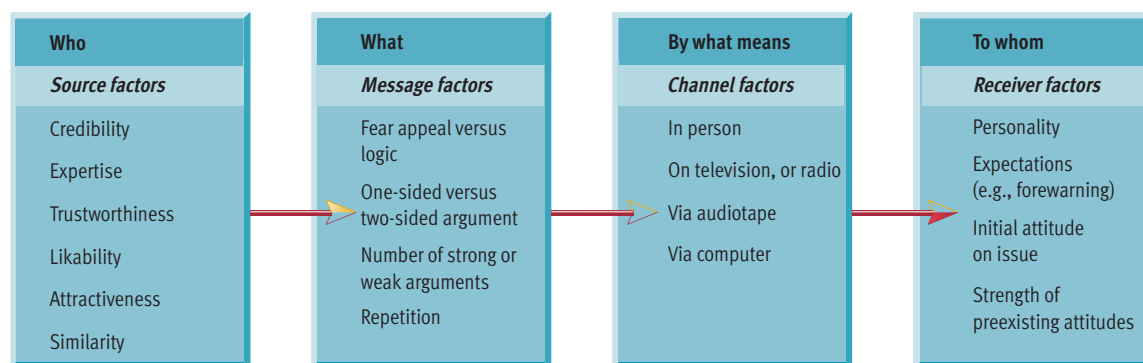 Who
Source factors
Credibility
Expertise
Trustworthiness
Likability
Attractiveness
Similarity
What
Message factors
Fear appeal versus
logic
One-sided versus
two-sided argument
Number of strong or
weak arguments
Repetition
By what means
Channel factors
In person
On television, or radio
Via audiotape
Via computer
To whom
Receiver factors
Personality
Expectations
(e.g., forewarning)
Initial attitude
on issue
Strength of
preexisting attitudes